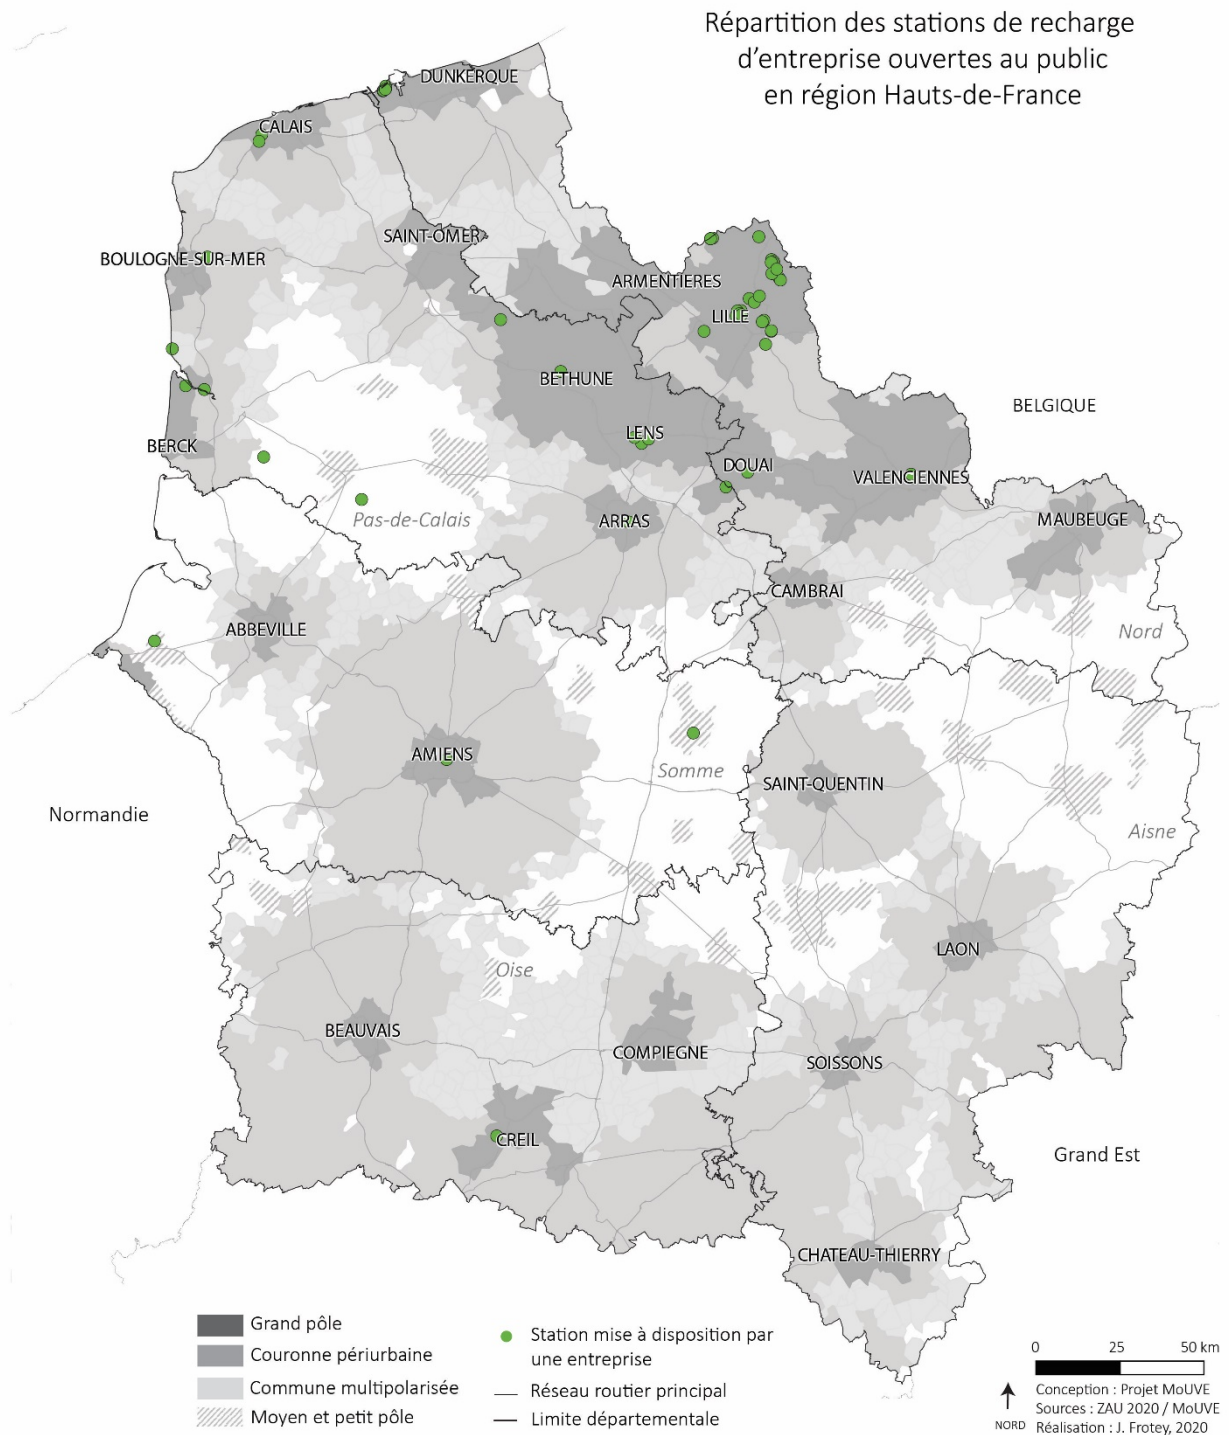 Répartition des stations de recharge
d'entreprise ouvertes au public
en région Hauts-de-France
DUNKERQUE
CALAIS
SAINT-OMER
BOULOGNE-SUR-MER
ARMENTIERES
LILLE
BETHUNE
BELGIQUE
LENS
BERCK
DOUAI
VALENCIENNES
Pas-de-Calais
ARRAS
MAUBEUGE
CAMBRAI
ABBEVILLE
Nord
AMIENS
Somme
SAINT-QUENTIN
Normandie
Aisne
LAON
Oise
BEAUVAIS
COMPIEGNE
SOISSONS
CREIL
Grand Est
CHATEAU-THIERRY
Grand pôle
Couronne périurbaine
Commune multipolarisée
Moyen et petit pôle
Station mise à disposition par
une entreprise
Réseau routier principal
Limite départementale
0 25 50 km
NORD
Conception : Projet MoUVE
Sources : ZAU 2020 / MoUVE
Réalisation : J. Frotey, 2020